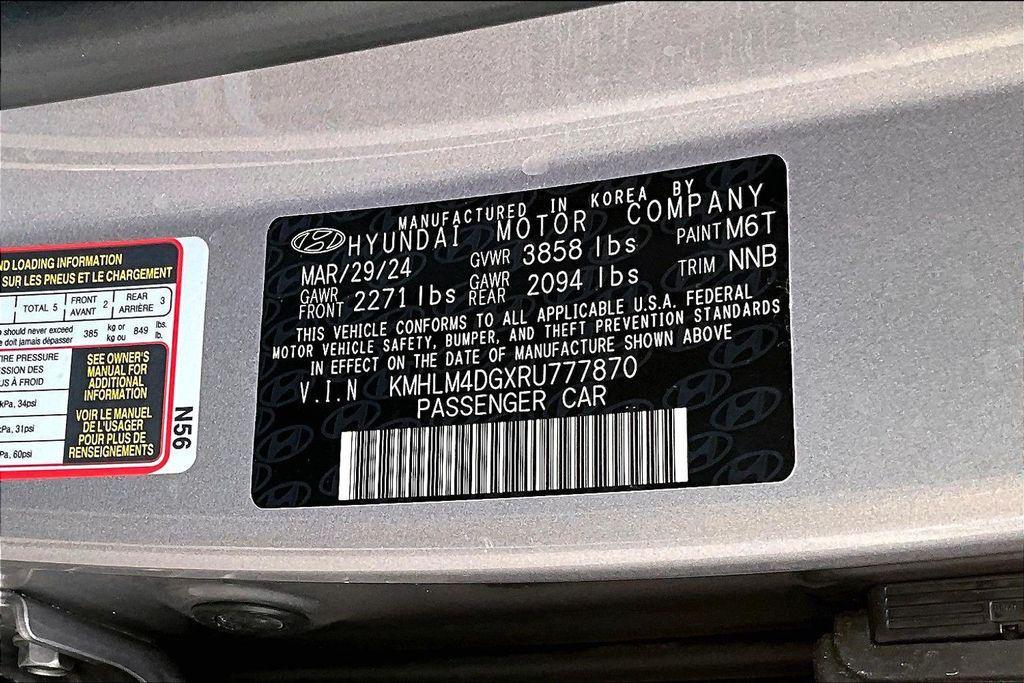 MANUFACTURED IN KOREA BY
HYUNDAI MOTOR COMPANY
MAR/29/24 GVWR 3858 lbs PAINT M6T
GAWR FRONT 2271 lbs GAWR REAR 2094 lbs TRIM NNB
THIS VEHICLE CONFORMS TO ALL APPLICABLE U.S.A. FEDERAL
MOTOR VEHICLE SAFETY, BUMPER, AND THEFT PREVENTION STANDARDS
IN EFFECT ON THE DATE OF MANUFACTURE SHOWN ABOVE
V.I.N KMHLM4DGXRU777870
PASSENGER CAR
LOADING INFORMATION
SUR LES PNEUS ET LE CHARGEMENT
TOTAL 5 FRONT AVANT 2 REAR ARRIÈRE 3
should never exceed
doit jamais dépasser 385 kg or kg ou 849 lbs. lb.
PRESSURE
DES
À FROID
kPa, 34psi
kPa, 31psi
60psi
SEE OWNER'S
MANUAL FOR
ADDITIONAL
INFORMATION
VOIR LE MANUEL
DE L'USAGER
POUR PLUS DE
RENSEIGNEMENTS
N56